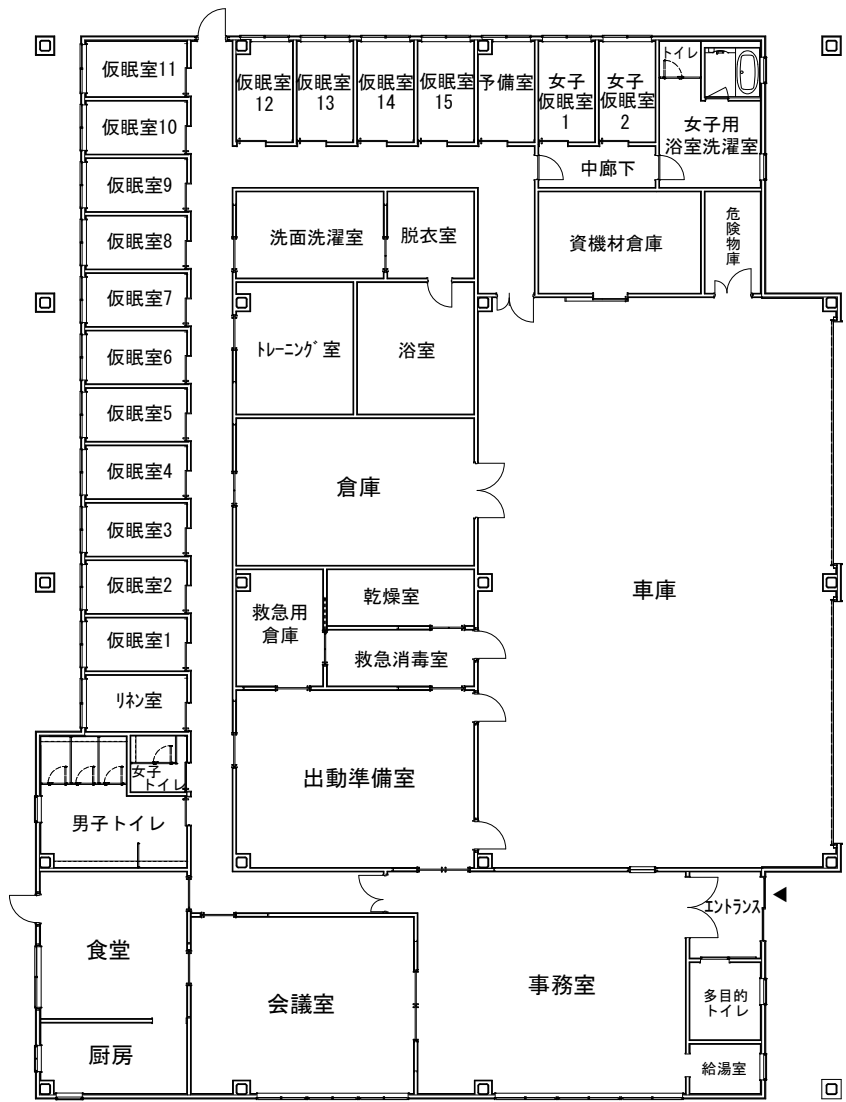 仮眠室11
仮眠室10
仮眠室9
仮眠室8
仮眠室7
仮眠室6
仮眠室5
仮眠室4
仮眠室3
仮眠室2
仮眠室1
リネン室
女子
トイレ
男子トイレ
食堂
厨房
仮眠室
12
仮眠室
13
仮眠室
14
仮眠室
15
予備室
女子
仮眠室
1
女子
仮眠室
2
トイレ
女子用
浴室洗濯室
中廊下
洗面洗濯室
脱衣室
資機材倉庫
危険物庫
トレーニング室
浴室
倉庫
車庫
救急用
倉庫
乾燥室
救急消毒室
出動準備室
会議室
事務室
エントランス
多目的
トイレ
給湯室